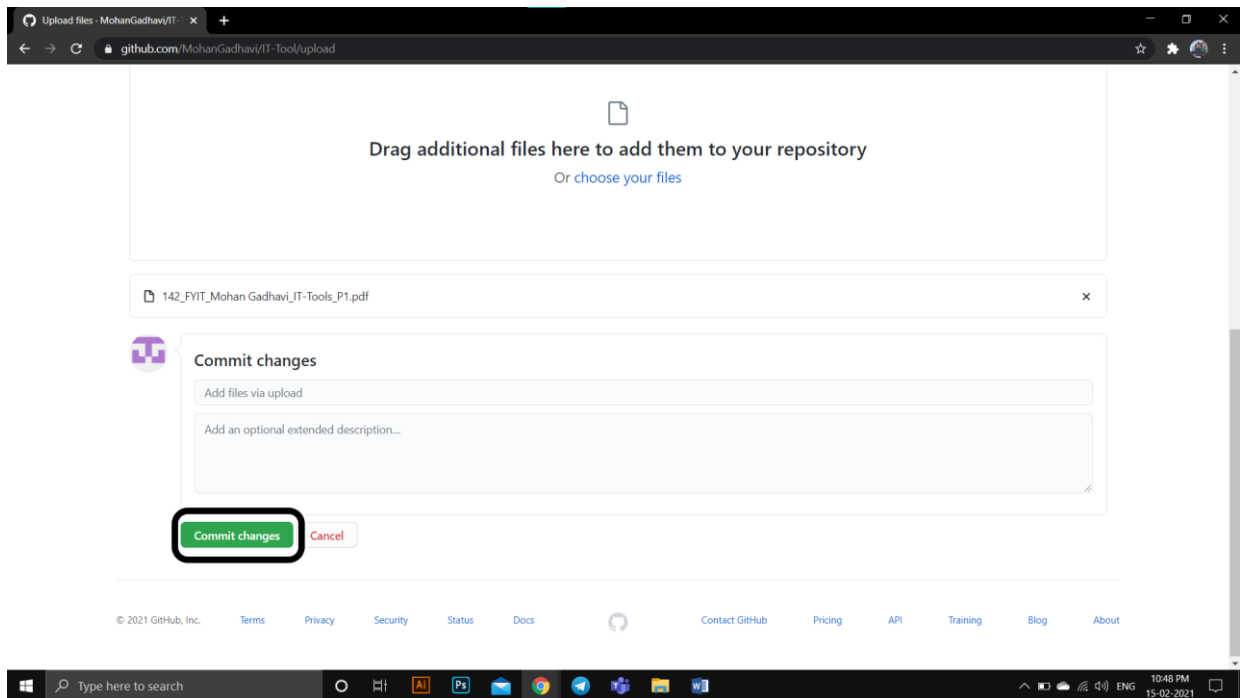 Upload files - MohanGadhavi/IT-
github.com/MohanGadhavi/IT-Tool/upload
Drag additional files here to add them to your repository
Or choose your files
142_FYIT_Mohan Gadhavi_IT-Tools_P1.pdf
Commit changes
Add files via upload
Add an optional extended description...
Commit changes Cancel
© 2021 GitHub, Inc. Terms Privacy Security Status Docs Contact GitHub Pricing API Training Blog About
Type here to search Ai Ps W ENG 10:48 PM
15-02-2021